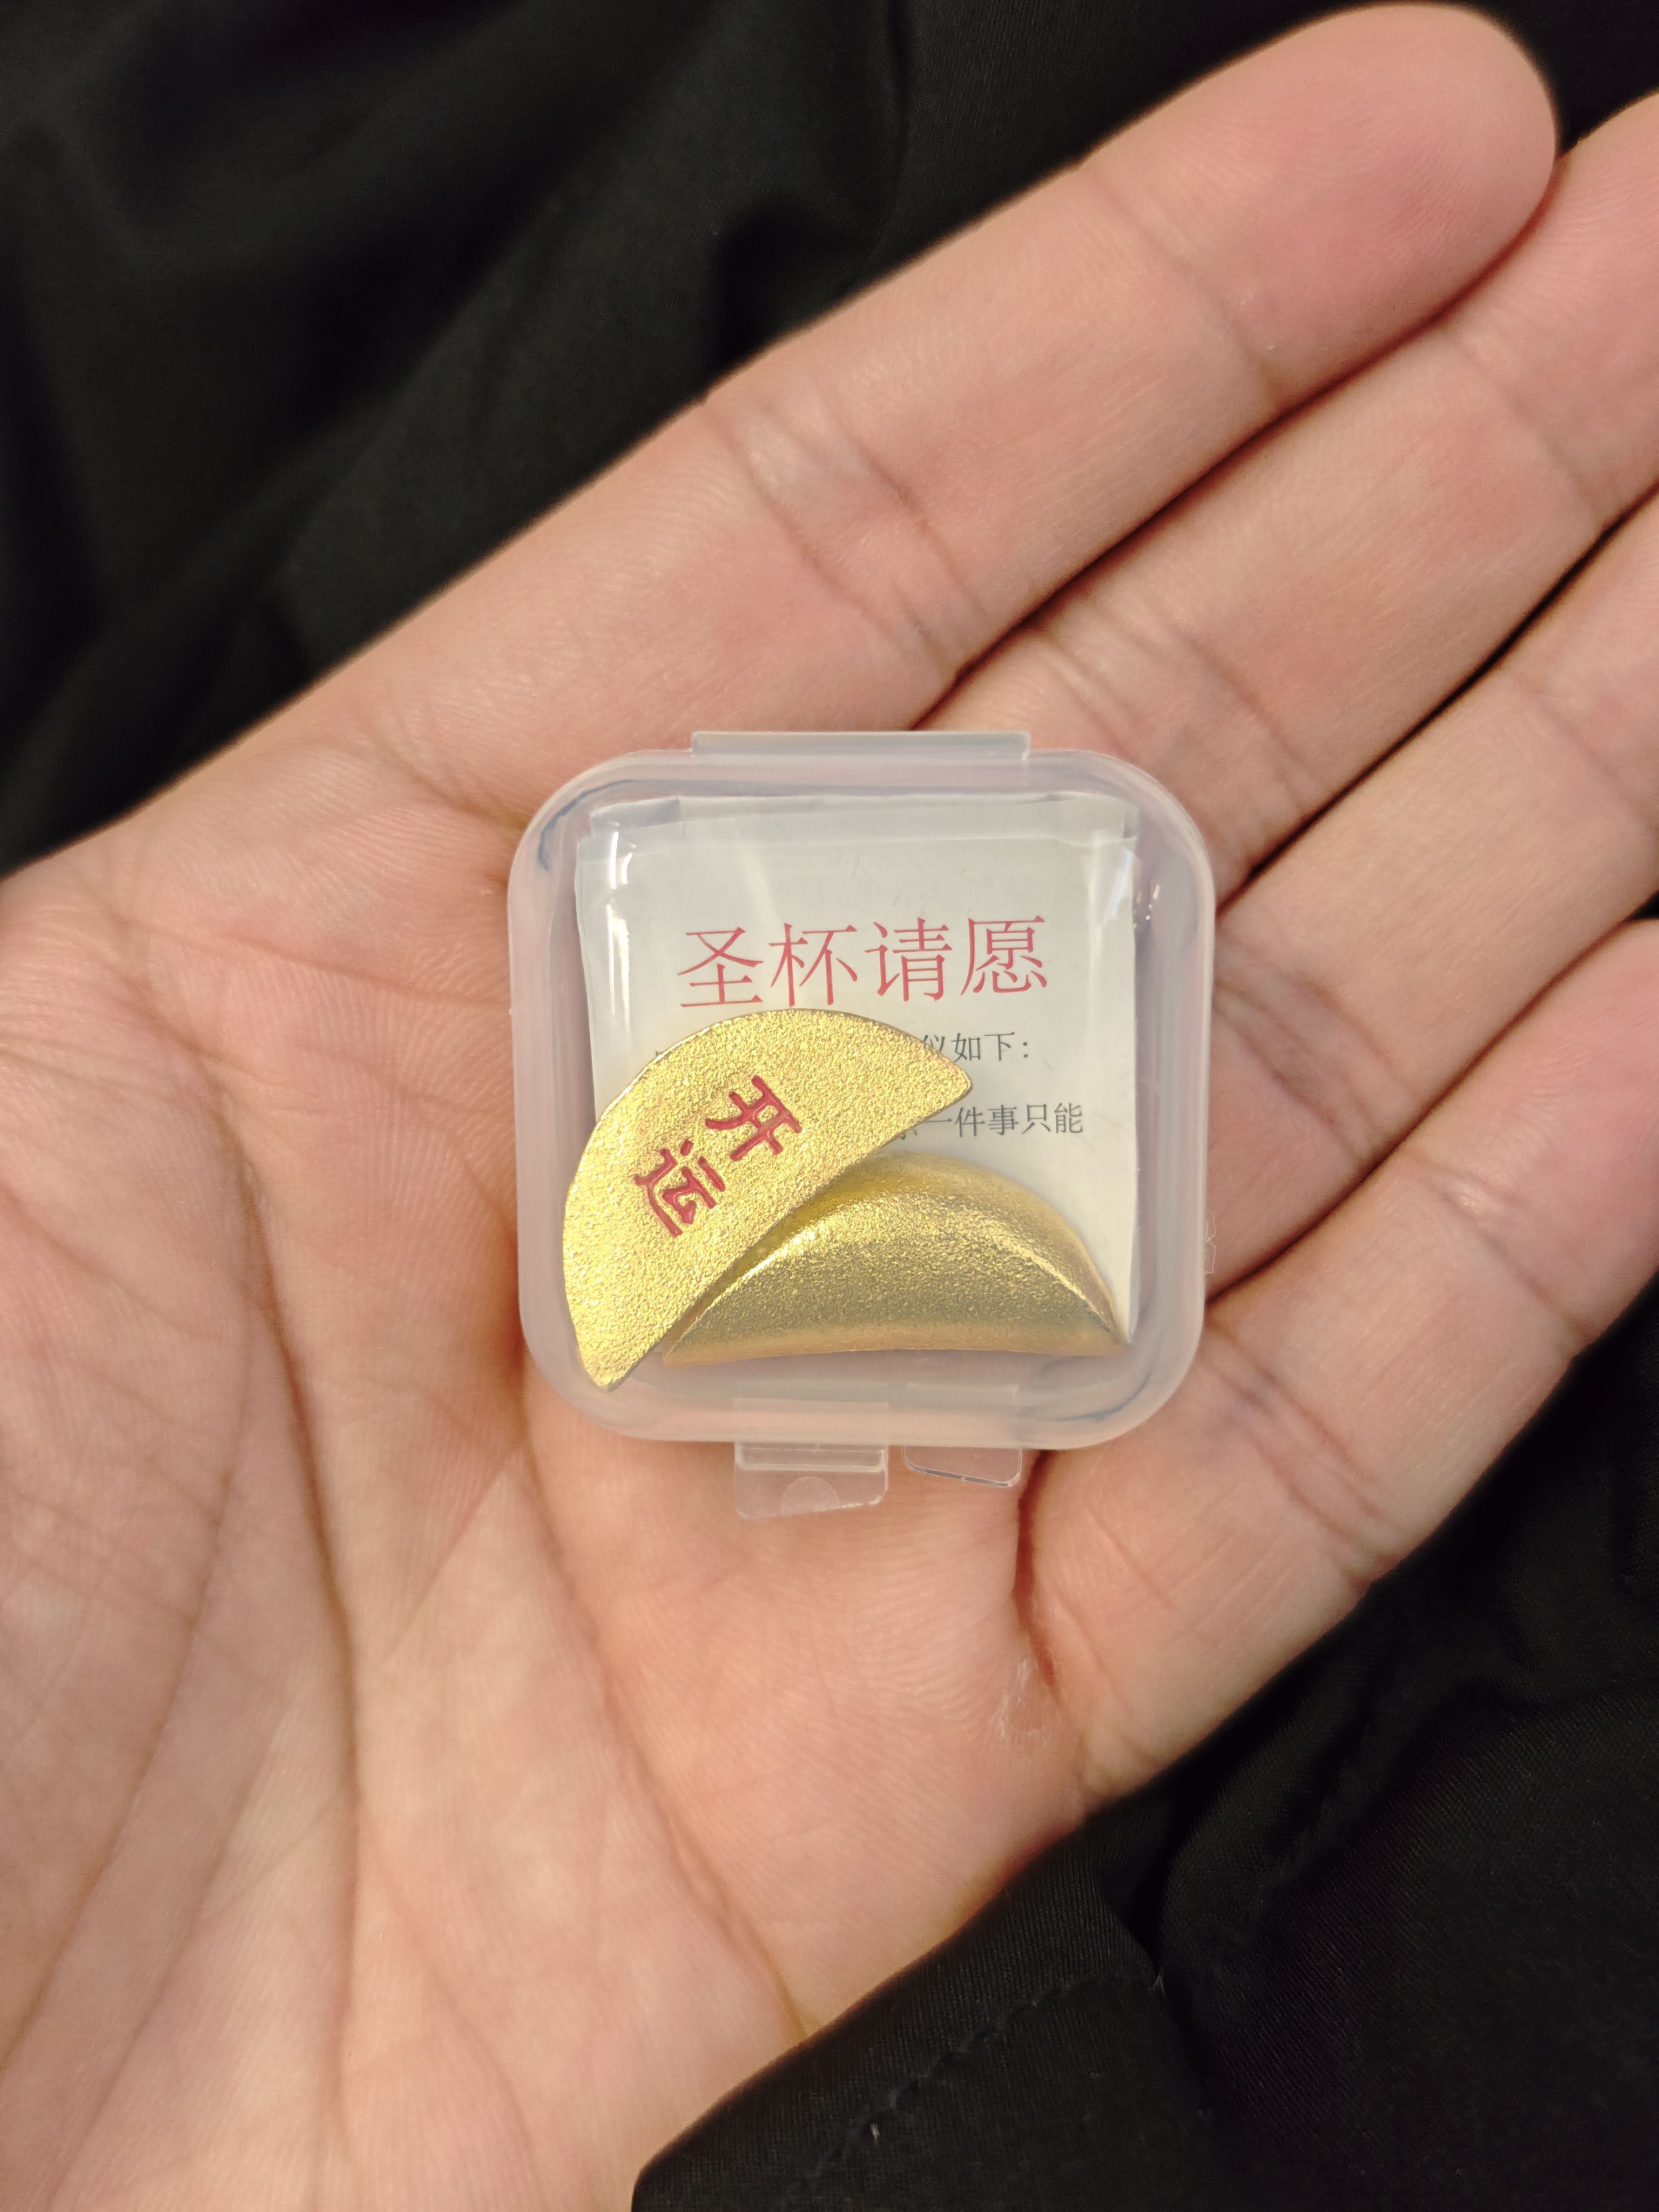 圣杯请愿
仪如下：
一件事只能
开
运